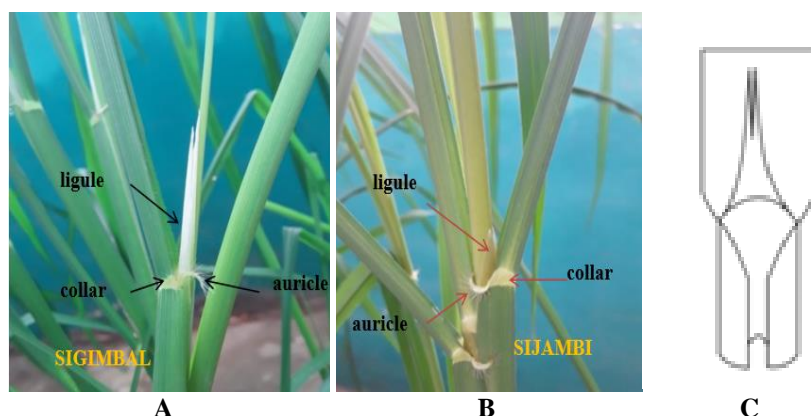 ligule
collar
auricle
SIGIMBAL
ligule
collar
auricle
SIJAMBI
A
B
C